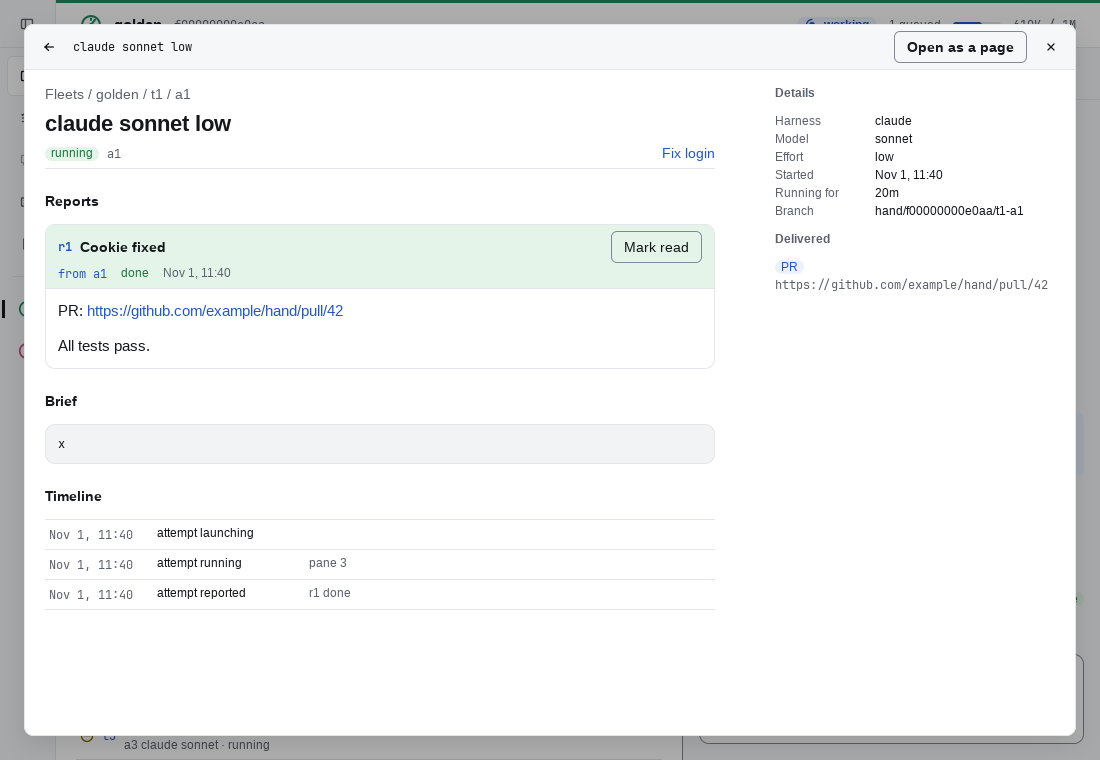 claude sonnet low
Open as a page
Fleets / golden / t1 / a1
claude sonnet low
running a1
Fix login
Reports
r1 Cookie fixed
Mark read
from a1 done Nov 1, 11:40
PR: https://github.com/example/hand/pull/42
All tests pass.
Brief
x
Timeline
Nov 1, 11:40 attempt launching
Nov 1, 11:40 attempt running pane 3
Nov 1, 11:40 attempt reported r1 done
Details
Harness claude
Model sonnet
Effort low
Started Nov 1, 11:40
Running for 20m
Branch hand/f00000000e0aa/t1-a1
Delivered
PR
https://github.com/example/hand/pull/42
a3 claude sonnet · running